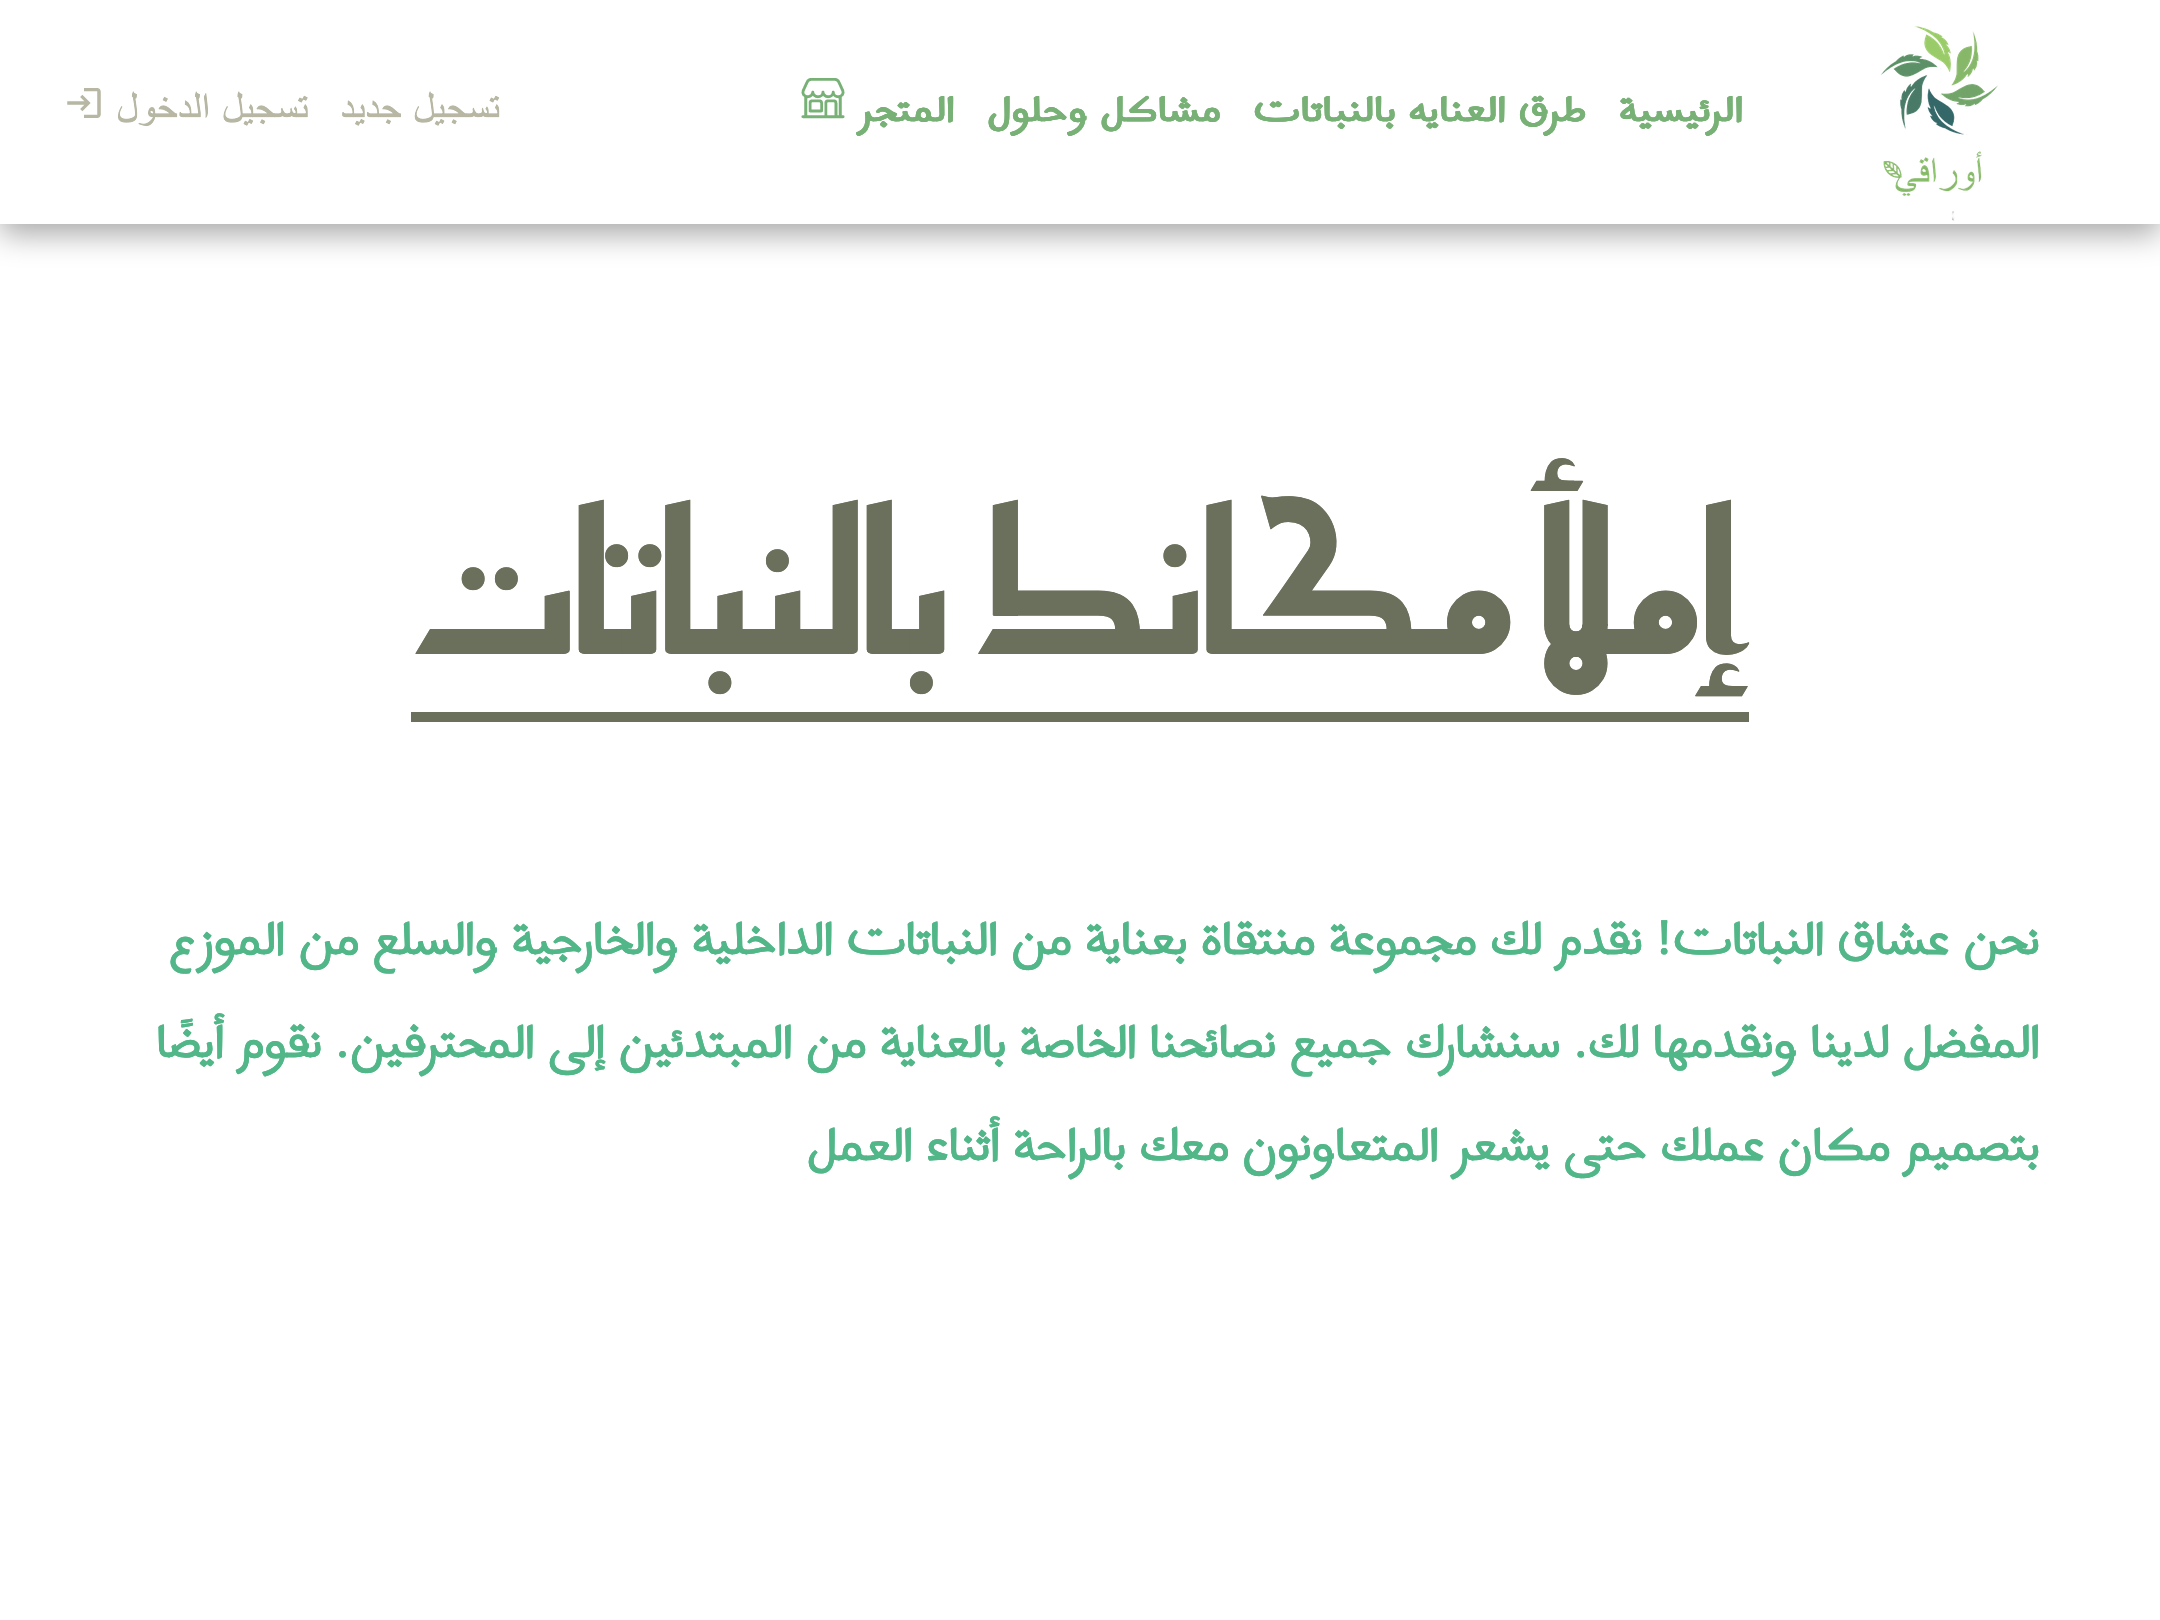 أوراقي
الرئيسية طرق العنايه بالنباتات مشاكل وحلول المتجر
تسجيل جديد تسجيل الدخول
إملأ مكانك بالنباتات
نحن عشاق النباتات! نقدم لك مجموعة منتقاة بعناية من النباتات الداخلية والخارجية والسلع من الموزع
المفضل لدينا ونقدمها لك. سنشارك جميع نصائحنا الخاصة بالعناية من المبتدئين إلى المحترفين. نقوم أيضًا
بتصميم مكان عملك حتى يشعر المتعاونون معك بالراحة أثناء العمل